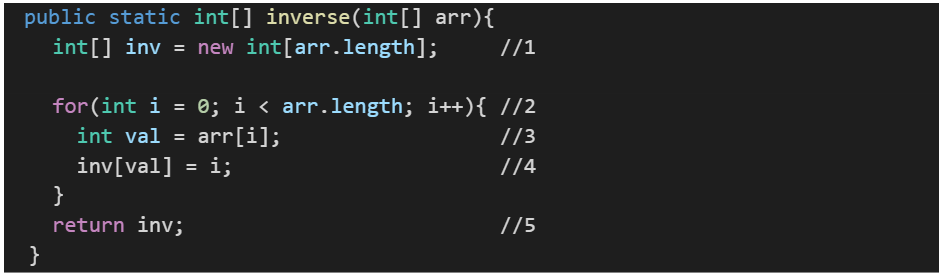 public static int[] inverse(int[] arr){
int[] inv = new int[arr.length]; //1
for(int i = 0; i < arr.length; i++){ //2
int val = arr[i]; //3
inv[val] = i; //4
}
return inv; //5
}